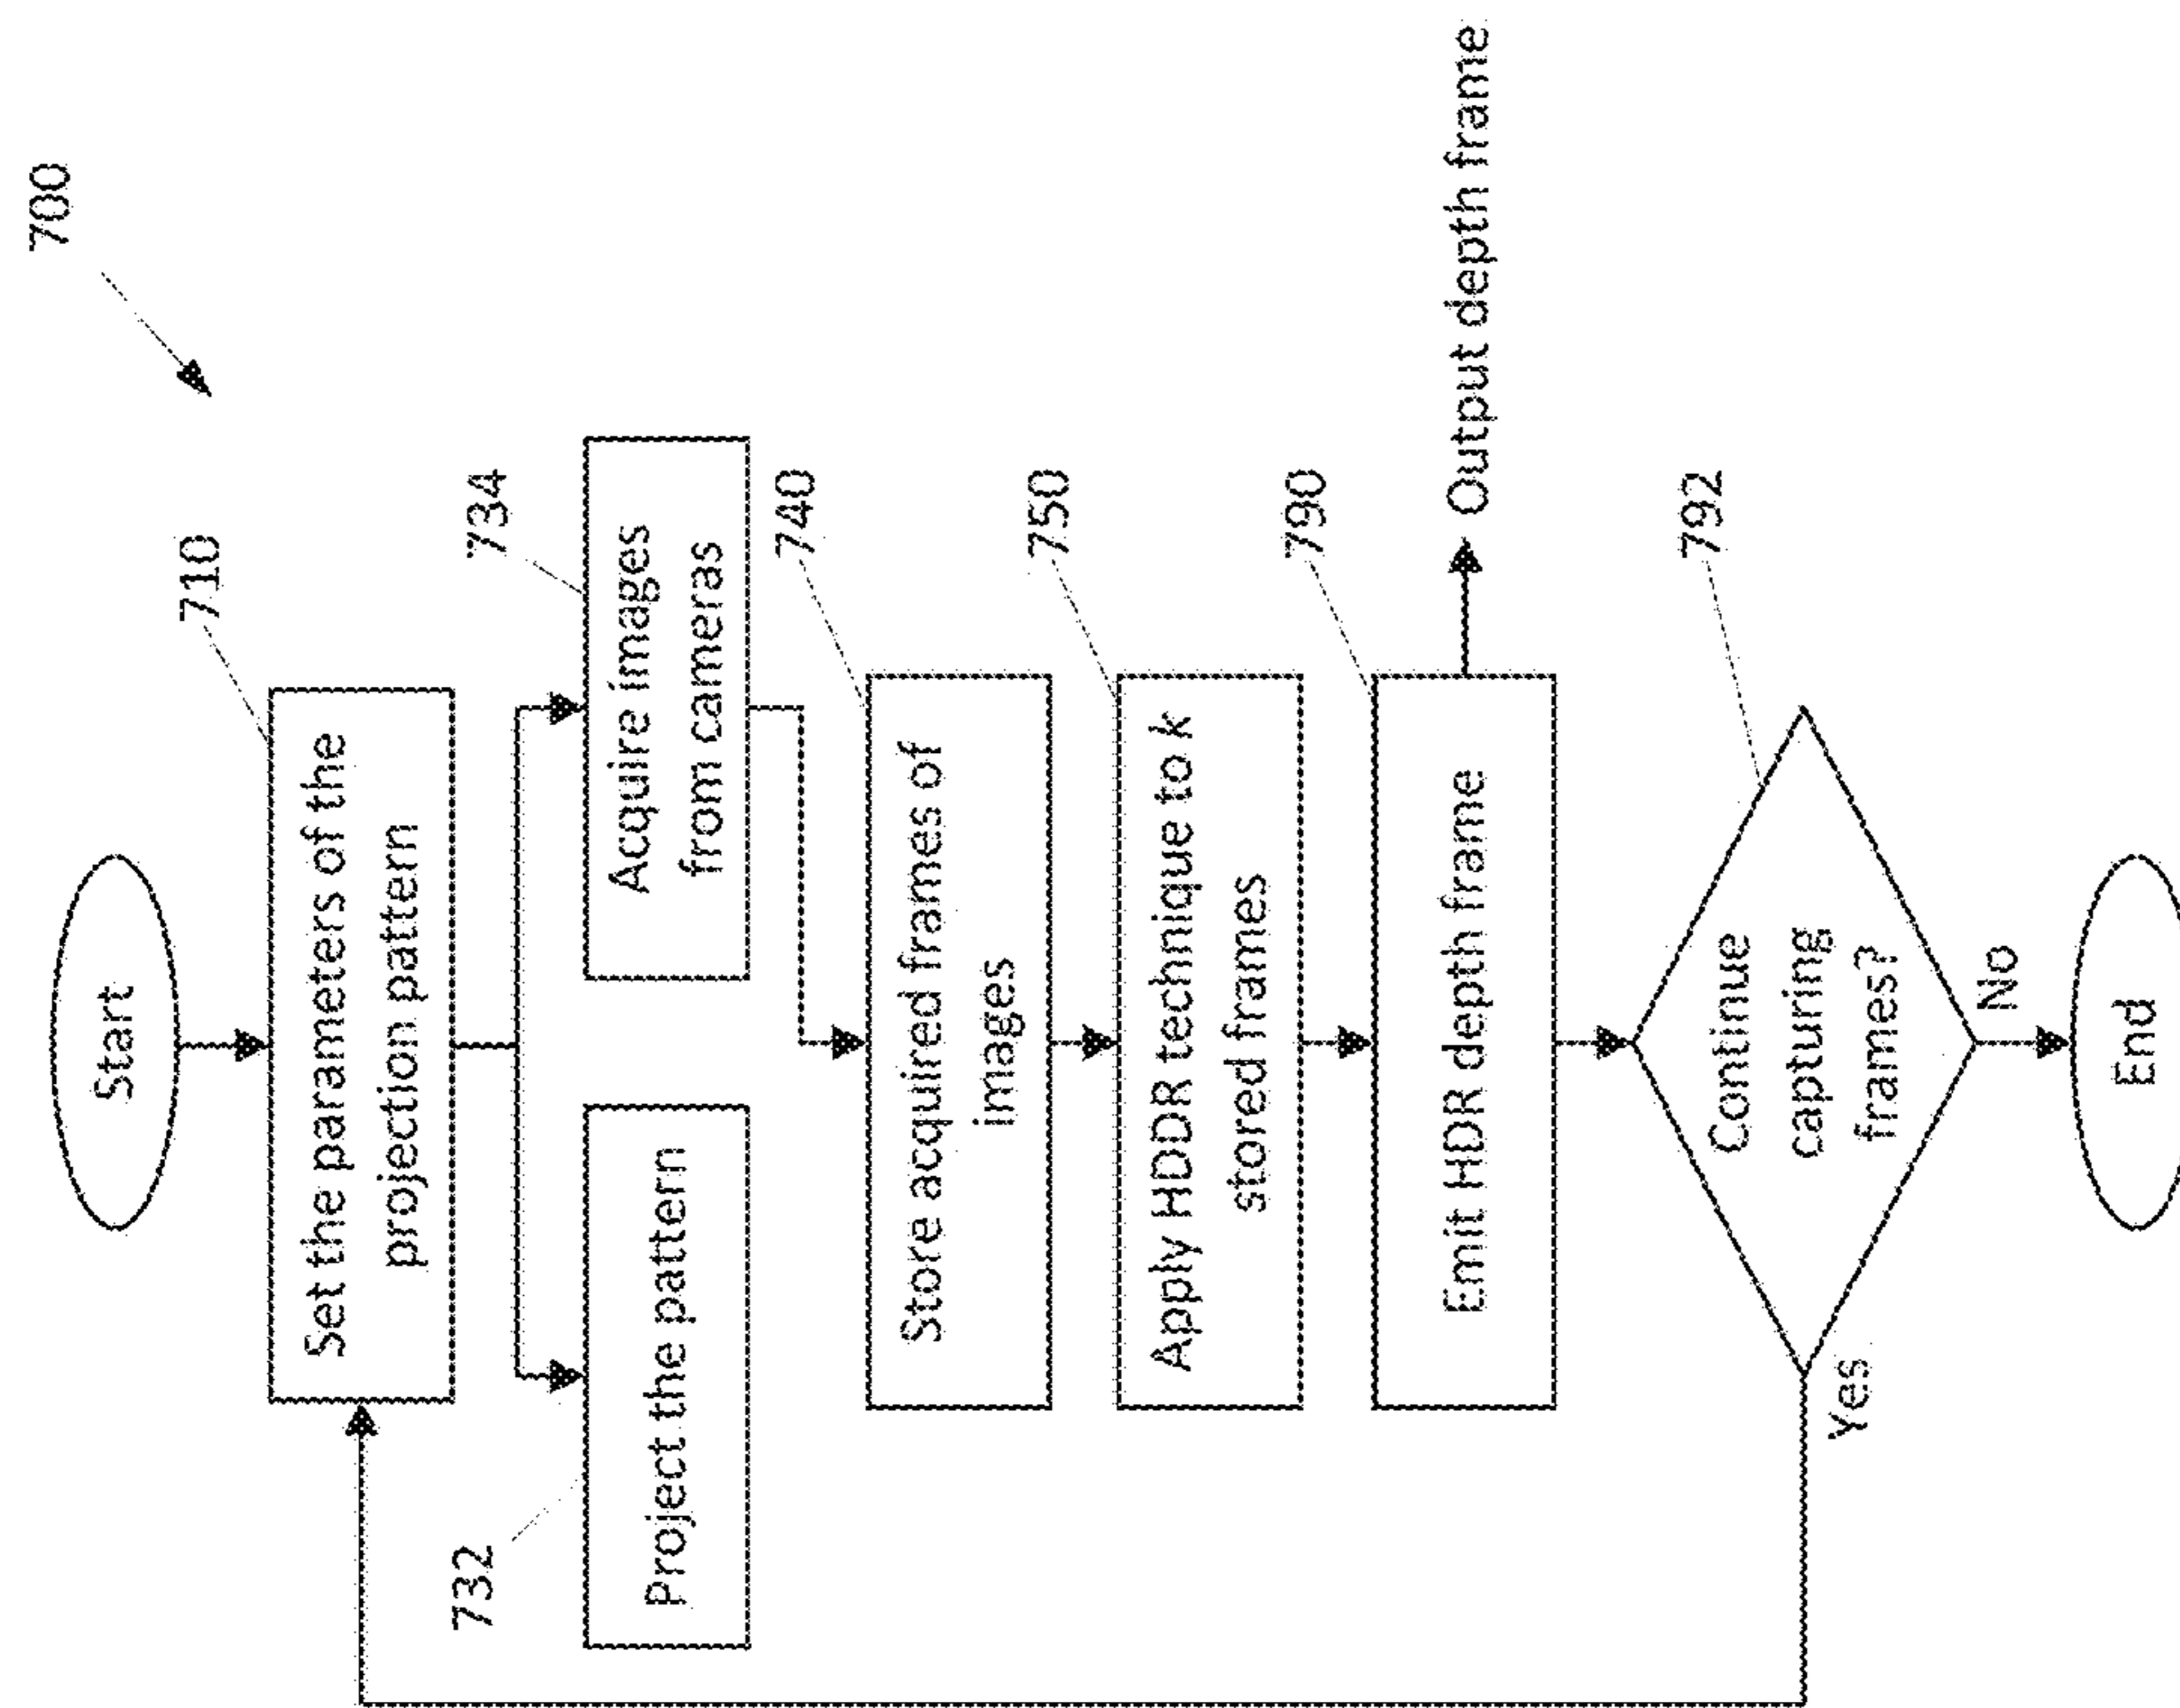 700
Start
710
Set the parameters of the
projection pattern
732
Project the pattern
734
Acquire images
from cameras
740
Store acquired frames of
images
750
Apply HDDR technique to k
stored frames
790
Emit HDR depth frame
Output depth frame
792
Continue
capturing
frames?
Yes
No
End